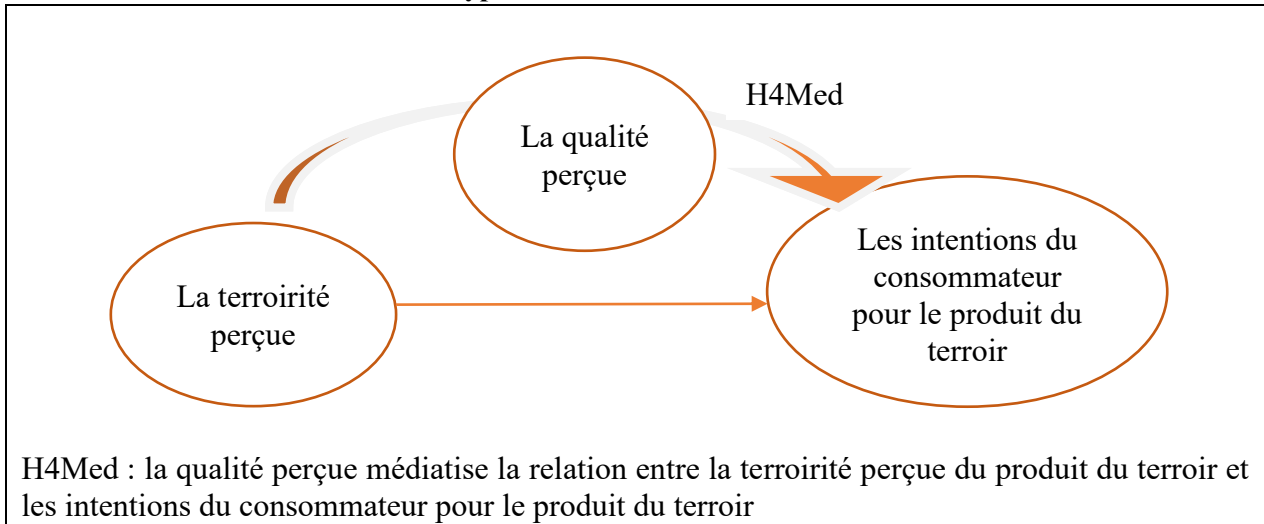 H4Med
La qualité
perçue
Les intentions du
consommateur
pour le produit du
terroir
La terroirité
perçue
H4Med : la qualité perçue médiatise la relation entre la terroirité perçue du produit du terroir et
les intentions du consommateur pour le produit du terroir